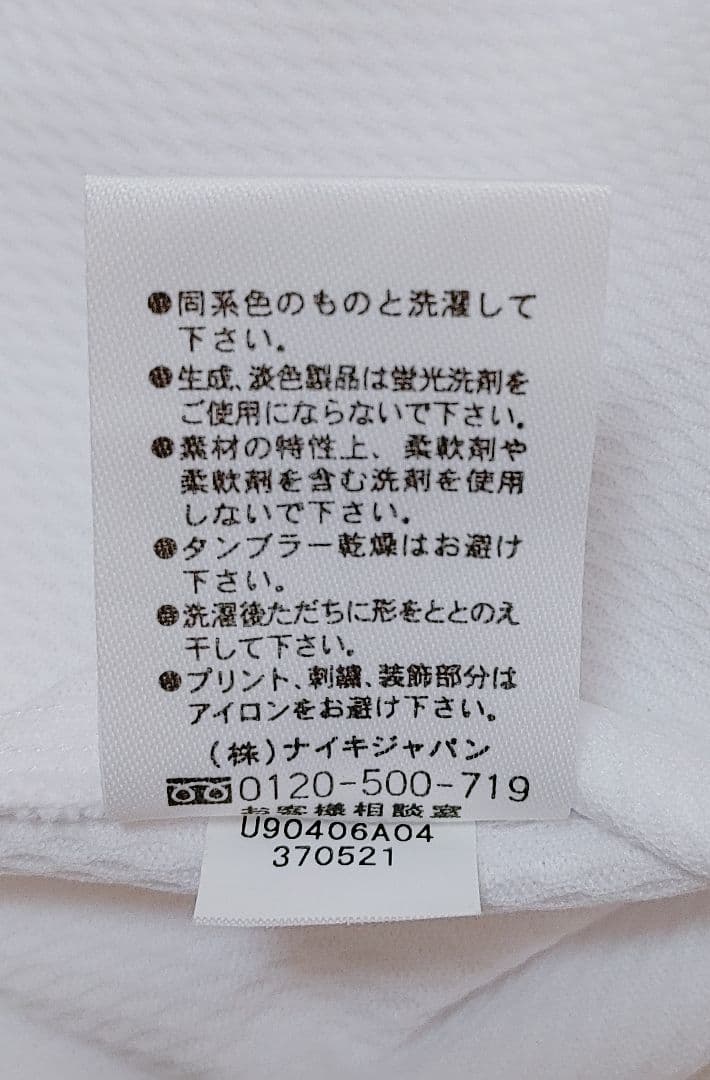 ●同系色のものと洗濯して
下さい。
●生成、淡色製品は蛍光洗剤を
ご使用にならないで下さい。
●素材の特性上、柔軟剤や
柔軟剤を含む洗剤を使用
しないで下さい。
●タンブラー乾燥はお避け
下さい。
●洗濯後ただちに形をととのえ
干して下さい。
●プリント、刺繍、装飾部分は
アイロンをお避け下さい。
(株)ナイキジャパン
0120-500-719
お客様相談室
U90406A04
370521